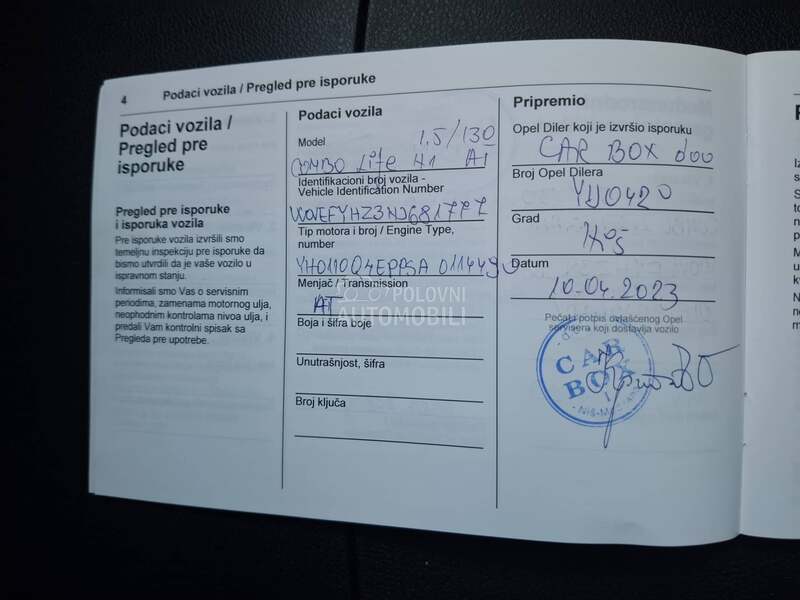 4 Podaci vozila / Pregled pre isporuke
Podaci vozila /
Pregled pre
isporuke
Pregled pre isporuke
i isporuka vozila
Pre isporuke vozila izvršili smo
temeljnu inspekciju pre isporuke da
bismo utvrdili da je vaše vozilo u
ispravnom stanju.
Informisali smo Vas o servisnim
periodima, zamenama motornog ulja,
neophodnim kontrolama nivoa ulja, i
predali Vam kontrolni spisak sa
Pregleda pre upotrebe.
Podaci vozila
Model 1.5/130
COMBO Life H1 AT
Identifikacioni broj vozila -
Vehicle Identification Number
Tip motora i broj / Engine Type,
number
Menjač / Transmission
AT
Boja i šifra boje
Unutrašnjost, šifra
Broj ključa
Pripremio
Opel Diler koji je izvršio isporuku
CAR BOX doo
Broj Opel Dilera
YU0420
Grad
Niš
Datum
10.04.2023
Pečat i potpis ovlašćenog Opel
servisera koji dostavlja vozilo
CAR
BOX
POLOVNI
AUTOMOBILI